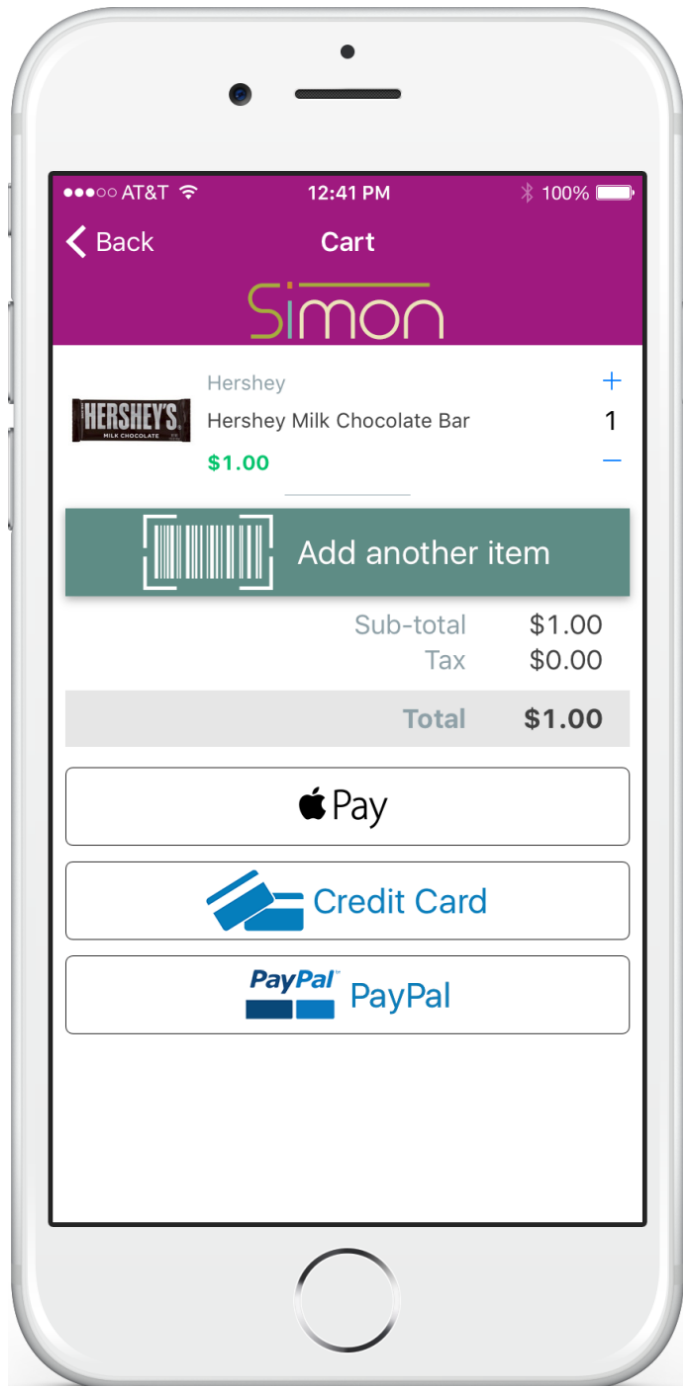 AT&T 12:41 PM 100%
Back Cart
Simon
Hershey
HERSHEY'S
MILK CHOCOLATE
Hershey Milk Chocolate Bar 1
$1.00
Add another item
Sub-total $1.00
Tax $0.00
Total $1.00
Pay
Credit Card
PayPal PayPal